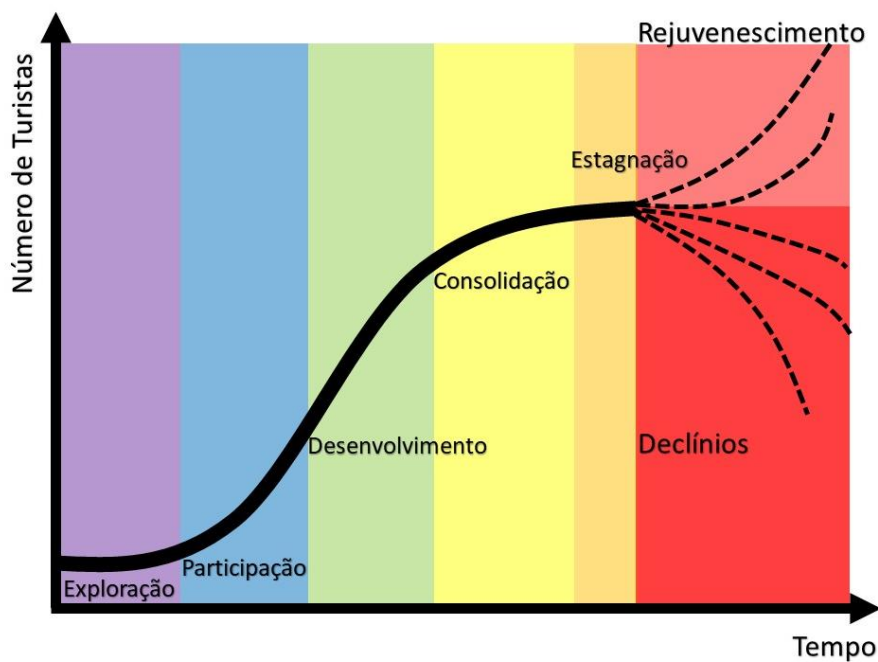 Rejuvenescimento
Número de Turistas
Estagnação
Consolidação
Desenvolvimento
Declínios
Participação
Exploração
Tempo